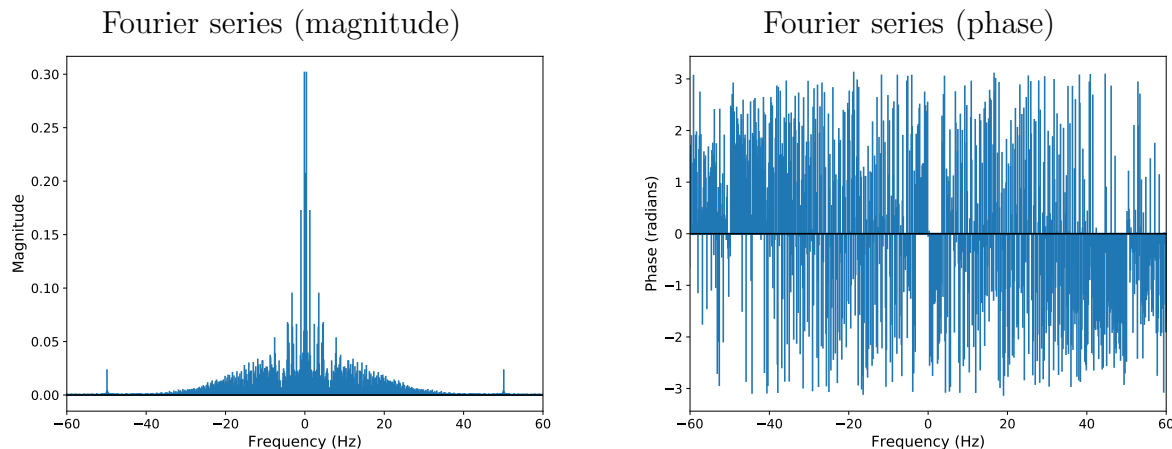 Fourier series (magnitude)
0.30
0.25
0.20
0.15
0.10
0.05
0.00
Magnitude
−60 −40 −20 0 20 40 60
Frequency (Hz)
Fourier series (phase)
3
2
1
0
−1
−2
−3
Phase (radians)
−60 −40 −20 0 20 40 60
Frequency (Hz)